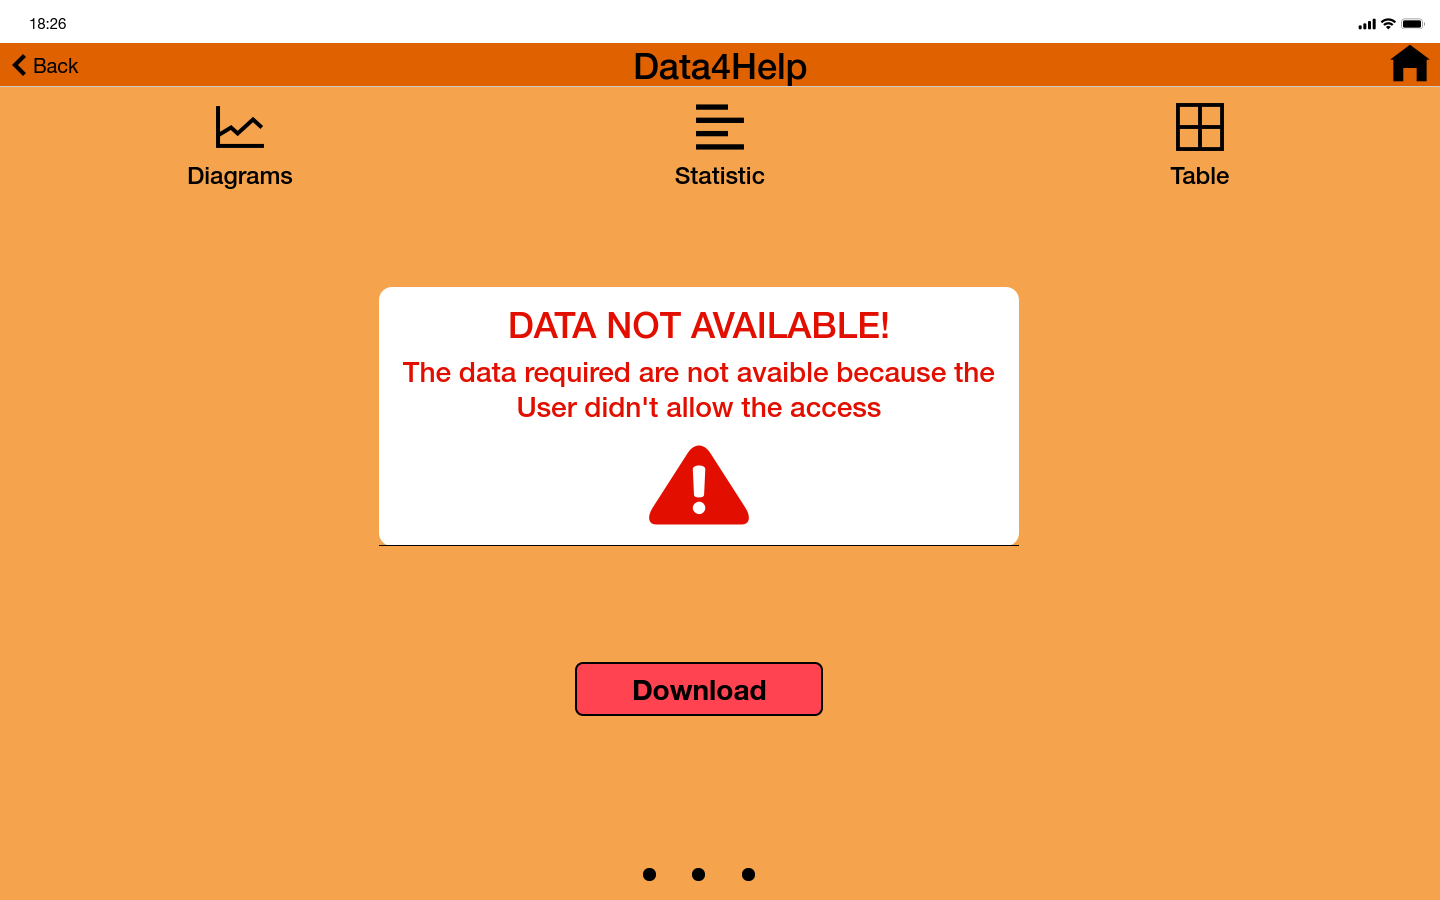 18:26
Back
Data4Help
Diagrams
Statistic
Table
DATA NOT AVAILABLE!
The data required are not avaible because the
User didn't allow the access
Download